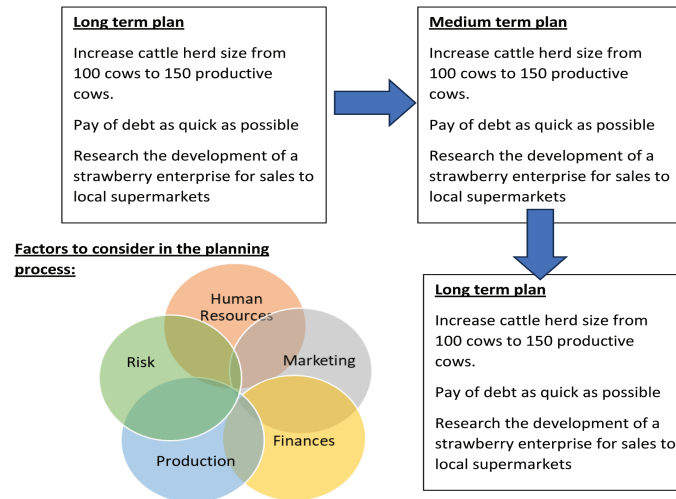 Long term plan
Increase cattle herd size from
100 cows to 150 productive
cows.
Pay of debt as quick as possible
Research the development of a
strawberry enterprise for sales to
local supermarkets
Medium term plan
Increase cattle herd size from
100 cows to 150 productive
cows.
Pay of debt as quick as possible
Research the development of a
strawberry enterprise for sales to
local supermarkets
Long term plan
Increase cattle herd size from
100 cows to 150 productive
cows.
Pay of debt as quick as possible
Research the development of a
strawberry enterprise for sales to
local supermarkets
Factors to consider in the planning
process:
Human
Resources
Marketing
Finances
Production
Risk